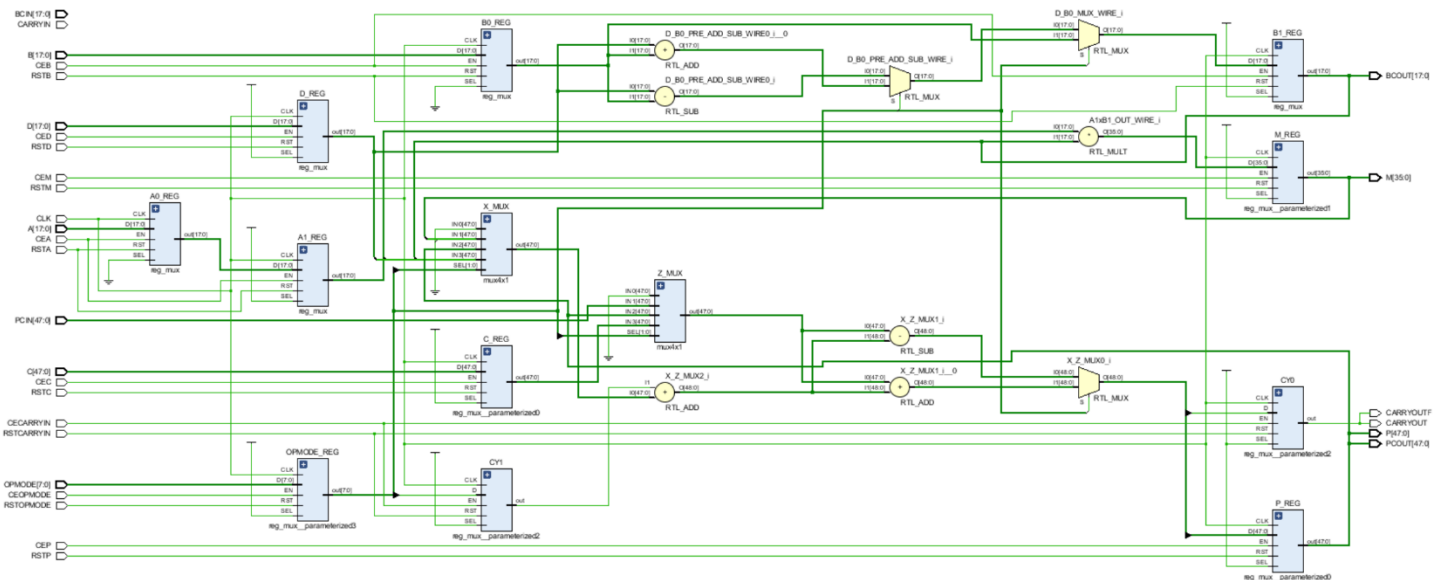 BCIN[17:0]
CARRYIN
B[17:0]
CEB
RSTB
D[17:0]
CED
RSTD
CEM
RSTM
CLK
A[17:0]
CEA
RSTA
PCIN[47:0]
C[47:0]
CEC
RSTC
CECARRYIN
RSTCARRYIN
OPMODE[7:0]
CEOPMODE
RSTOPMODE
CEP
RSTP
A0_REG
CLK
D[17:0]
EN
RST
SEL
out[17:0]
reg_mux
D_REG
CLK
D[17:0]
EN
RST
SEL
out[17:0]
reg_mux
A1_REG
CLK
D[17:0]
EN
RST
SEL
out[17:0]
reg_mux
OPMODE_REG
CLK
D[7:0]
EN
RST
SEL
out[7:0]
reg_mux__parameterized3
B0_REG
CLK
D[17:0]
EN
RST
SEL
out[17:0]
reg_mux
X_MUX
IN0[47:0]
IN1[47:0]
IN2[47:0]
IN3[47:0]
SEL[1:0]
out[47:0]
mux4x1
C_REG
CLK
D[47:0]
EN
RST
SEL
out[47:0]
reg_mux__parameterized0
CY1
CLK
D
EN
RST
SEL
out
reg_mux__parameterized2
D_B0_PRE_ADD_SUB_WIRE0_i__0
I0[17:0]
I1[17:0]
+
O[17:0]
RTL_ADD
D_B0_PRE_ADD_SUB_WIRE0_i
I0[17:0]
I1[17:0]
-
O[17:0]
RTL_SUB
Z_MUX
IN0[47:0]
IN1[47:0]
IN2[47:0]
IN3[47:0]
SEL[1:0]
out[47:0]
mux4x1
X_Z_MUX2_i
I1
I0[47:0]
+
O[48:0]
RTL_ADD
D_B0_PRE_ADD_SUB_WIRE_i
I0[17:0]
I1[17:0]
S
O[17:0]
RTL_MUX
X_Z_MUX1_i
I0[47:0]
I1[48:0]
-
O[48:0]
RTL_SUB
X_Z_MUX1_i__0
I0[47:0]
I1[48:0]
+
O[48:0]
RTL_ADD
D_B0_MUX_WIRE_i
I0[17:0]
I1[17:0]
S
O[17:0]
RTL_MUX
A1xB1_OUT_WIRE_i
I0[17:0]
I1[17:0]
O[35:0]
RTL_MULT
X_Z_MUX0_i
I0[48:0]
I1[48:0]
S
O[48:0]
RTL_MUX
B1_REG
CLK
D[17:0]
EN
RST
SEL
out[17:0]
reg_mux
M_REG
CLK
D[35:0]
EN
RST
SEL
out[35:0]
reg_mux__parameterized1
CY0
CLK
D
EN
RST
SEL
out
reg_mux__parameterized2
P_REG
CLK
D[47:0]
EN
RST
SEL
out[47:0]
reg_mux__parameterized0
BCOUT[17:0]
M[35:0]
CARRYOUTF
CARRYOUT
P[47:0]
PCOUT[47:0]